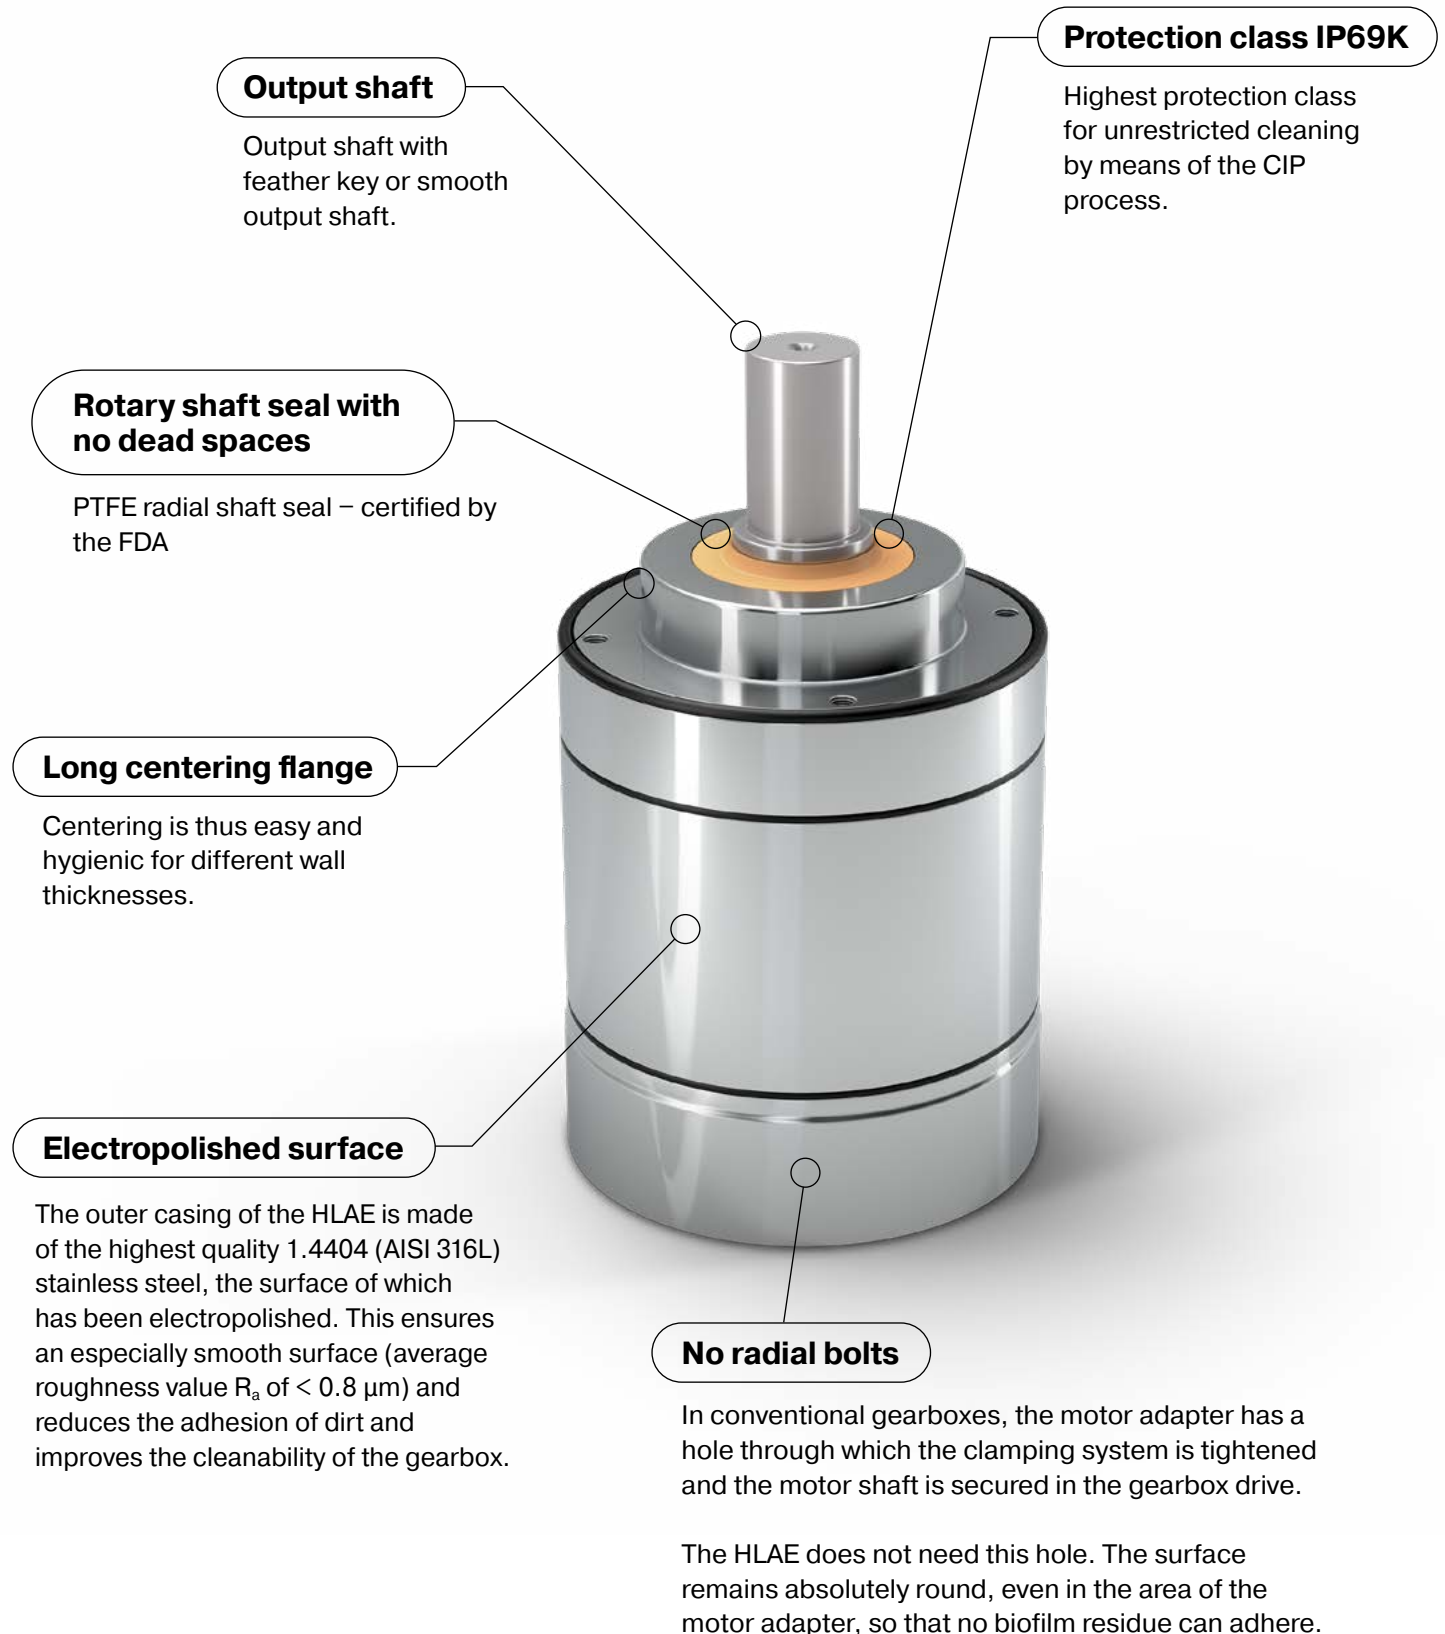 Protection class IP69K
Highest protection class
for unrestricted cleaning
by means of the CIP
process.
Output shaft
Output shaft with
feather key or smooth
output shaft.
Rotary shaft seal with
no dead spaces
PTFE radial shaft seal – certified by
the FDA
Long centering flange
Centering is thus easy and
hygienic for different wall
thicknesses.
Electropolished surface
The outer casing of the HLAE is made
of the highest quality 1.4404 (AISI 316L)
stainless steel, the surface of which
has been electropolished. This ensures
an especially smooth surface (average
roughness value Rₐ of < 0.8 µm) and
reduces the adhesion of dirt and
improves the cleanability of the gearbox.
No radial bolts
In conventional gearboxes, the motor adapter has a
hole through which the clamping system is tightened
and the motor shaft is secured in the gearbox drive.
The HLAE does not need this hole. The surface
remains absolutely round, even in the area of the
motor adapter, so that no biofilm residue can adhere.